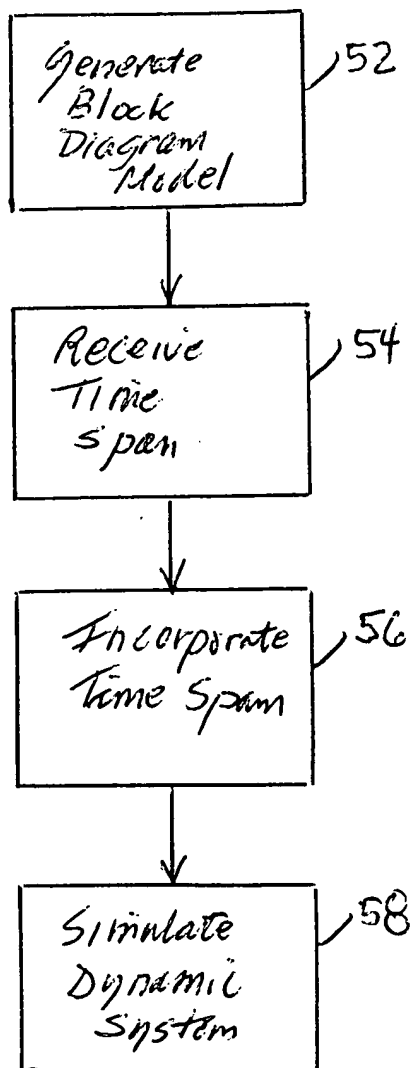 Generate
Block
Diagram
Model
52
Receive
Time
Span
54
Incorporate
Time Span
56
Simulate
Dynamic
System
58